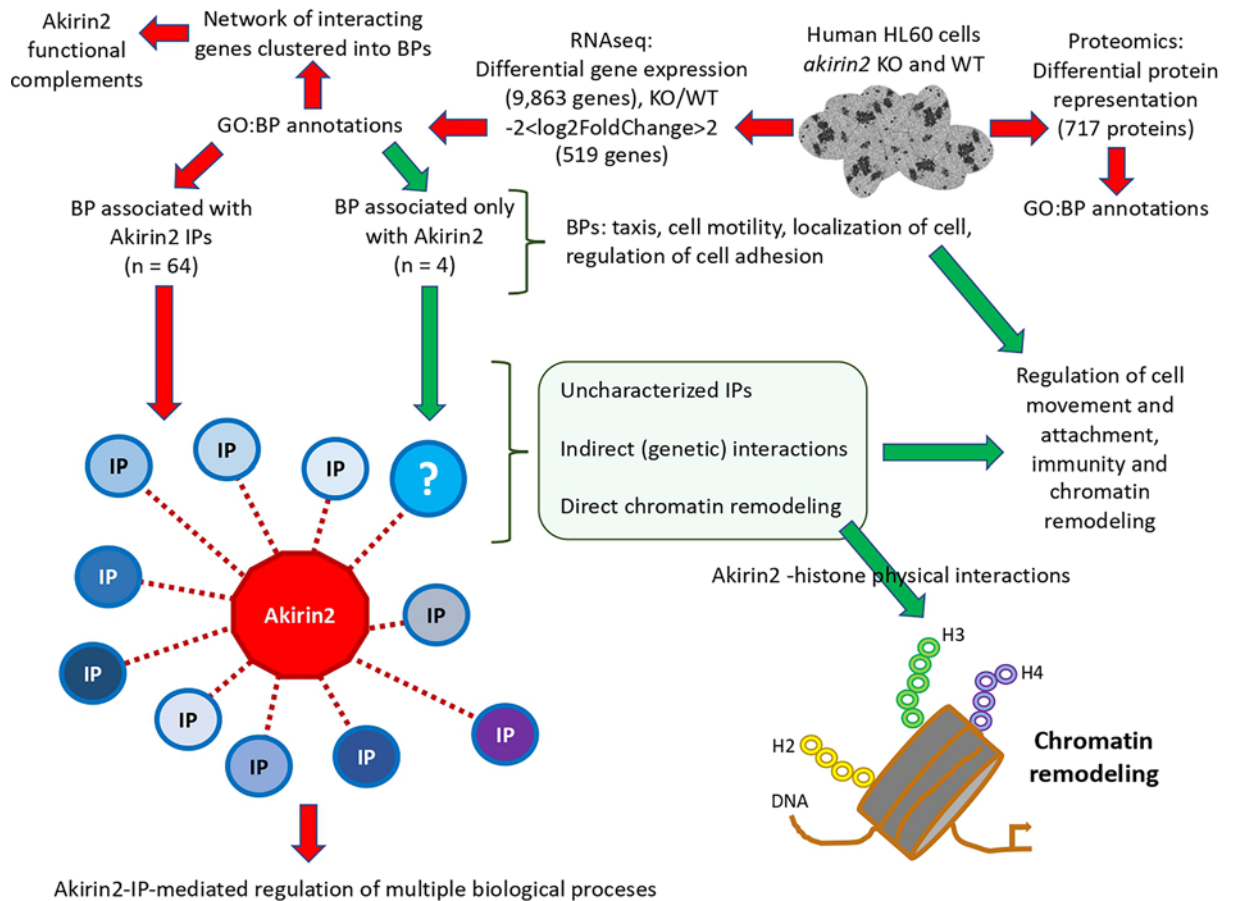 Akirin2
functional
complements
Network of interacting
genes clustered into BPs
GO:BP annotations
RNAseq:
Differential gene expression
(9,863 genes), KO/WT
-2<log2FoldChange>2
(519 genes)
Human HL60 cells
akirin2 KO and WT
Proteomics:
Differential protein
representation
(717 proteins)
GO:BP annotations
BP associated with
Akirin2 IPs
(n = 64)
BP associated only
with Akirin2
(n = 4)
BPs: taxis, cell motility, localization of cell,
regulation of cell adhesion
Uncharacterized IPs
Indirect (genetic) interactions
Direct chromatin remodeling
Regulation of cell
movement and
attachment,
immunity and
chromatin
remodeling
IP
IP
IP
?
IP
Akirin2
IP
IP
IP
IP
IP
IP
Akirin2 -histone physical interactions
H3
H4
H2
DNA
Chromatin
remodeling
Akirin2-IP-mediated regulation of multiple biological proceses